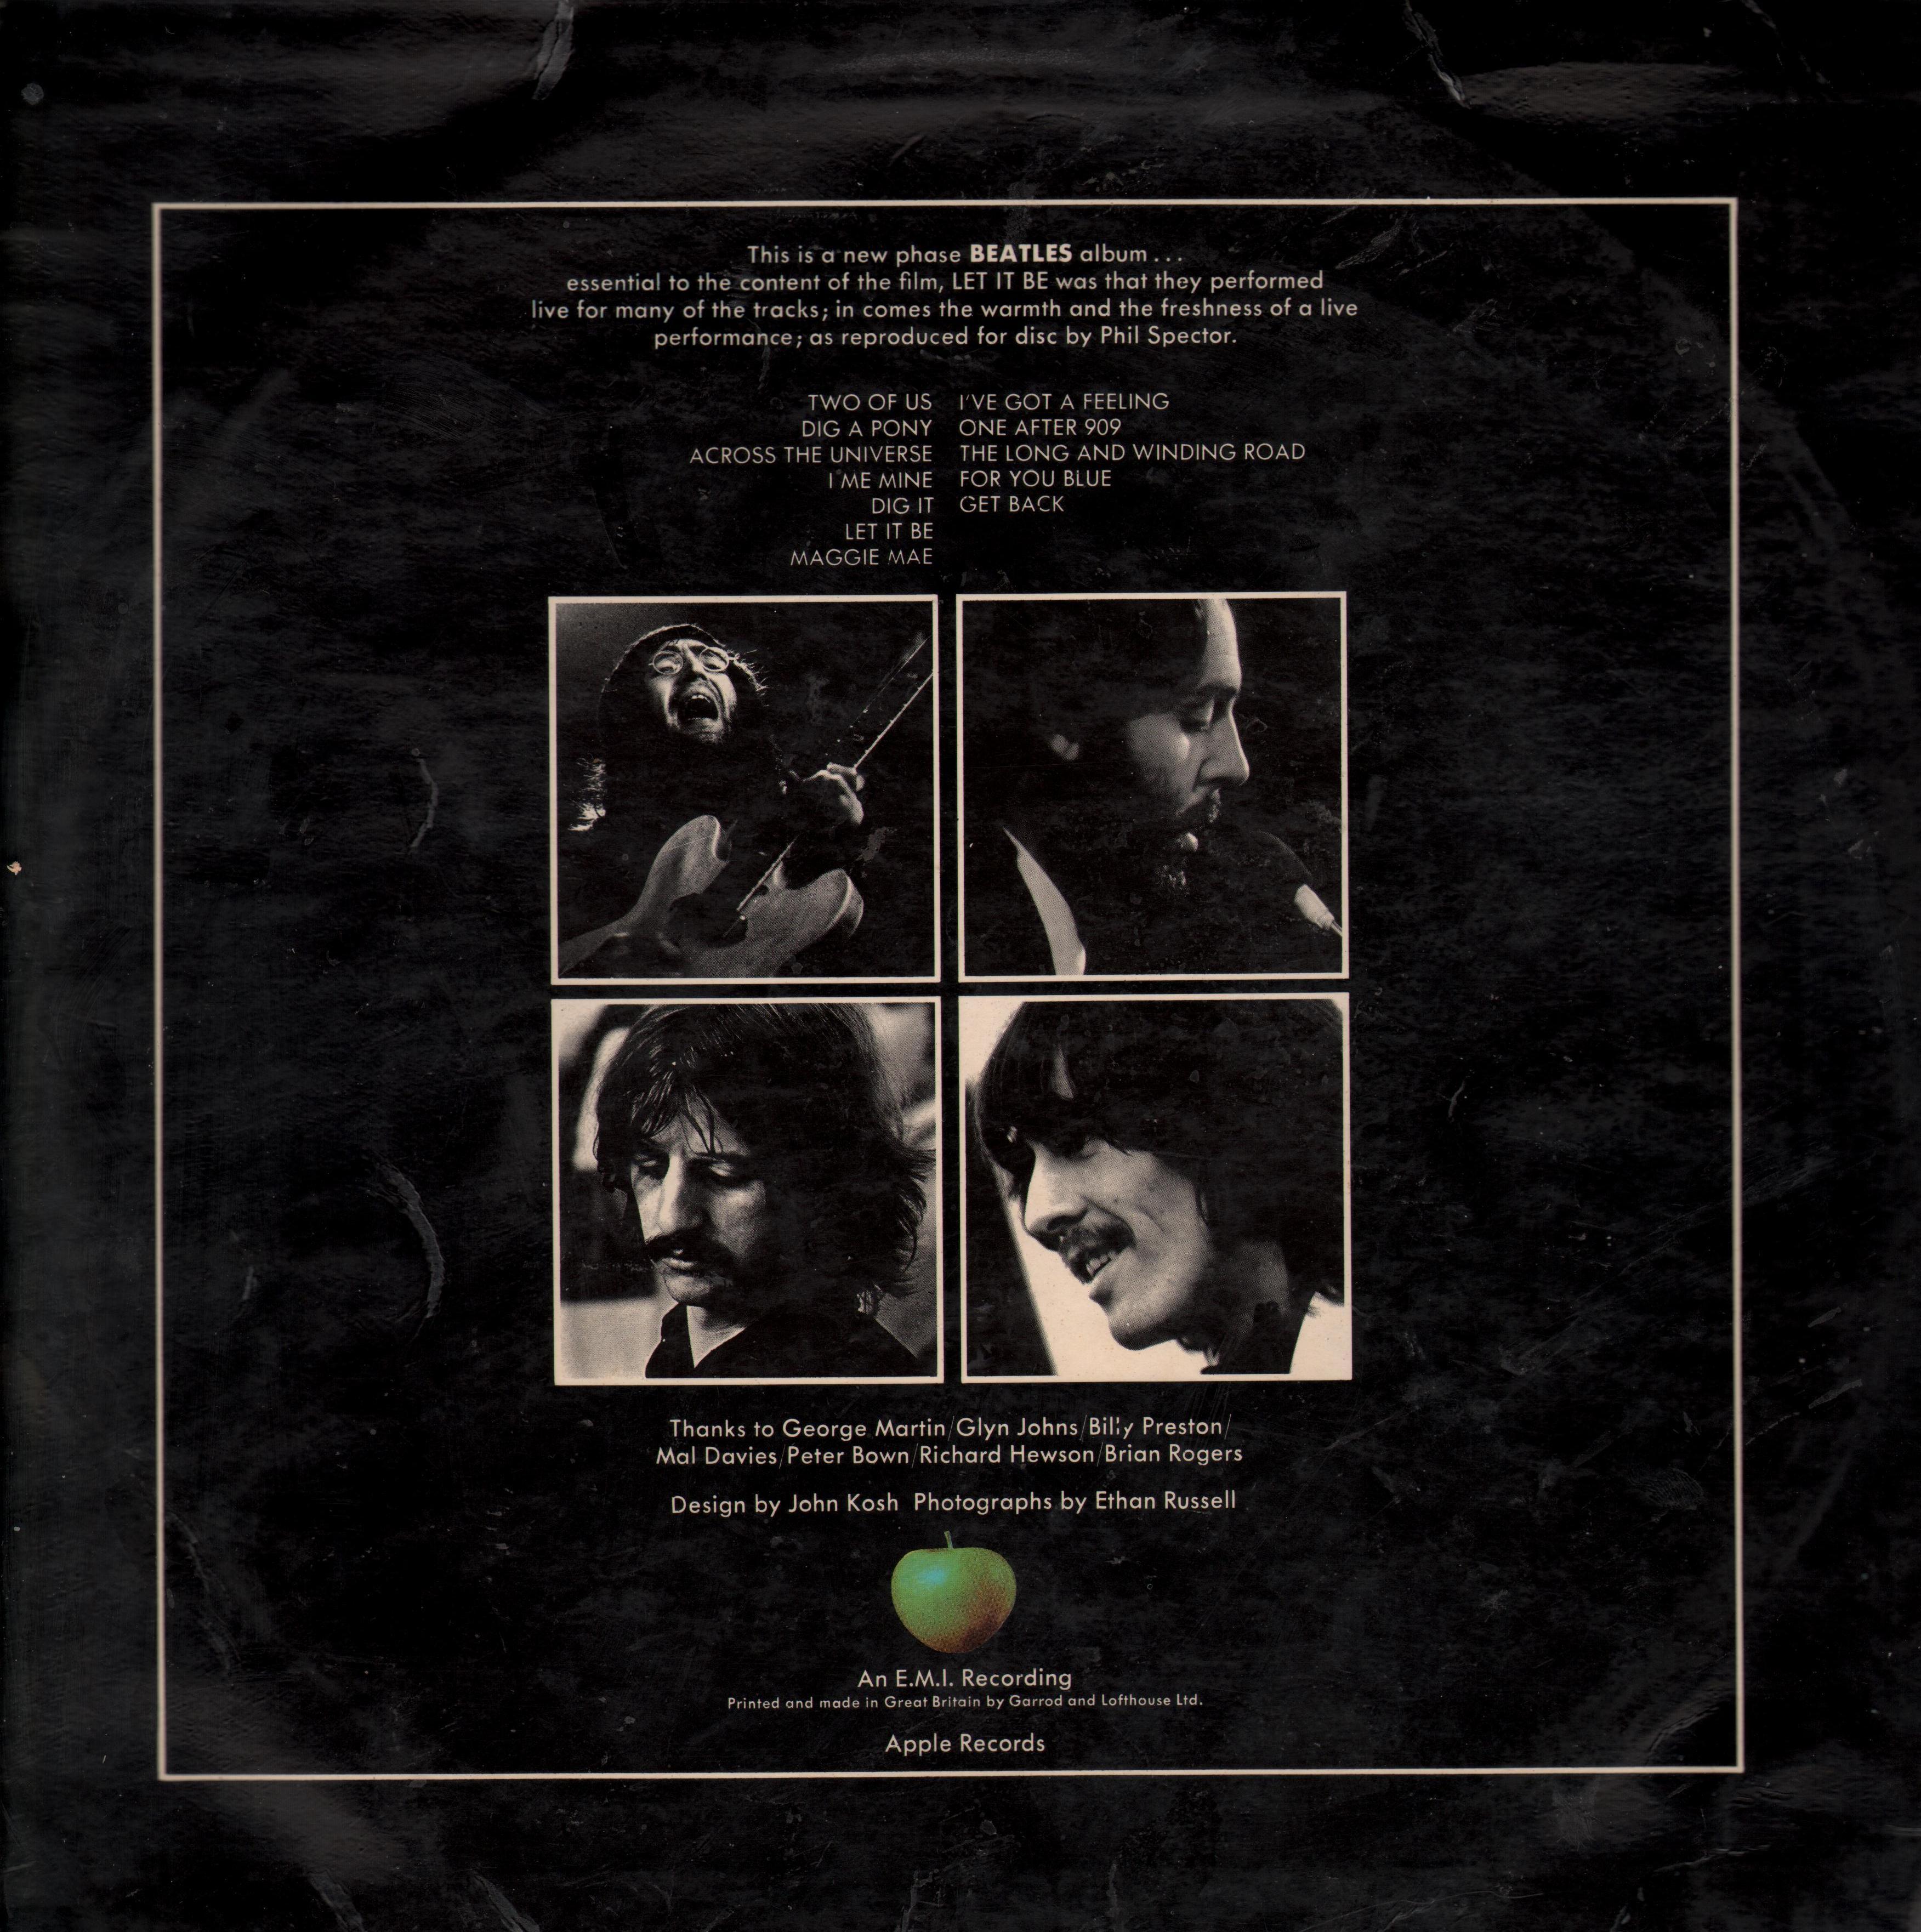 This is a new phase BEATLES album . . .
essential to the content of the film, LET IT BE was that they performed
live for many of the tracks; in comes the warmth and the freshness of a live
performance; as reproduced for disc by Phil Spector.
TWO OF US
DIG A PONY
ACROSS THE UNIVERSE
I ME MINE
DIG IT
LET IT BE
MAGGIE MAE
I'VE GOT A FEELING
ONE AFTER 909
THE LONG AND WINDING ROAD
FOR YOU BLUE
GET BACK
Thanks to George Martin/Glyn Johns/Billy Preston/
Mal Davies/Peter Bown/Richard Hewson/Brian Rogers
Design by John Kosh Photographs by Ethan Russell
An E.M.I. Recording
Printed and made in Great Britain by Garrod and Lofthouse Ltd.
Apple Records